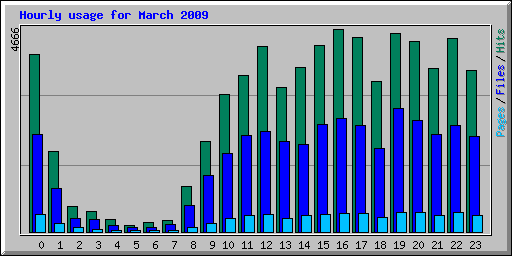 Hourly usage for March 2009
4666
Pages / Files / Hits
0 1 2 3 4 5 6 7 8 9 10 11 12 13 14 15 16 17 18 19 20 21 22 23